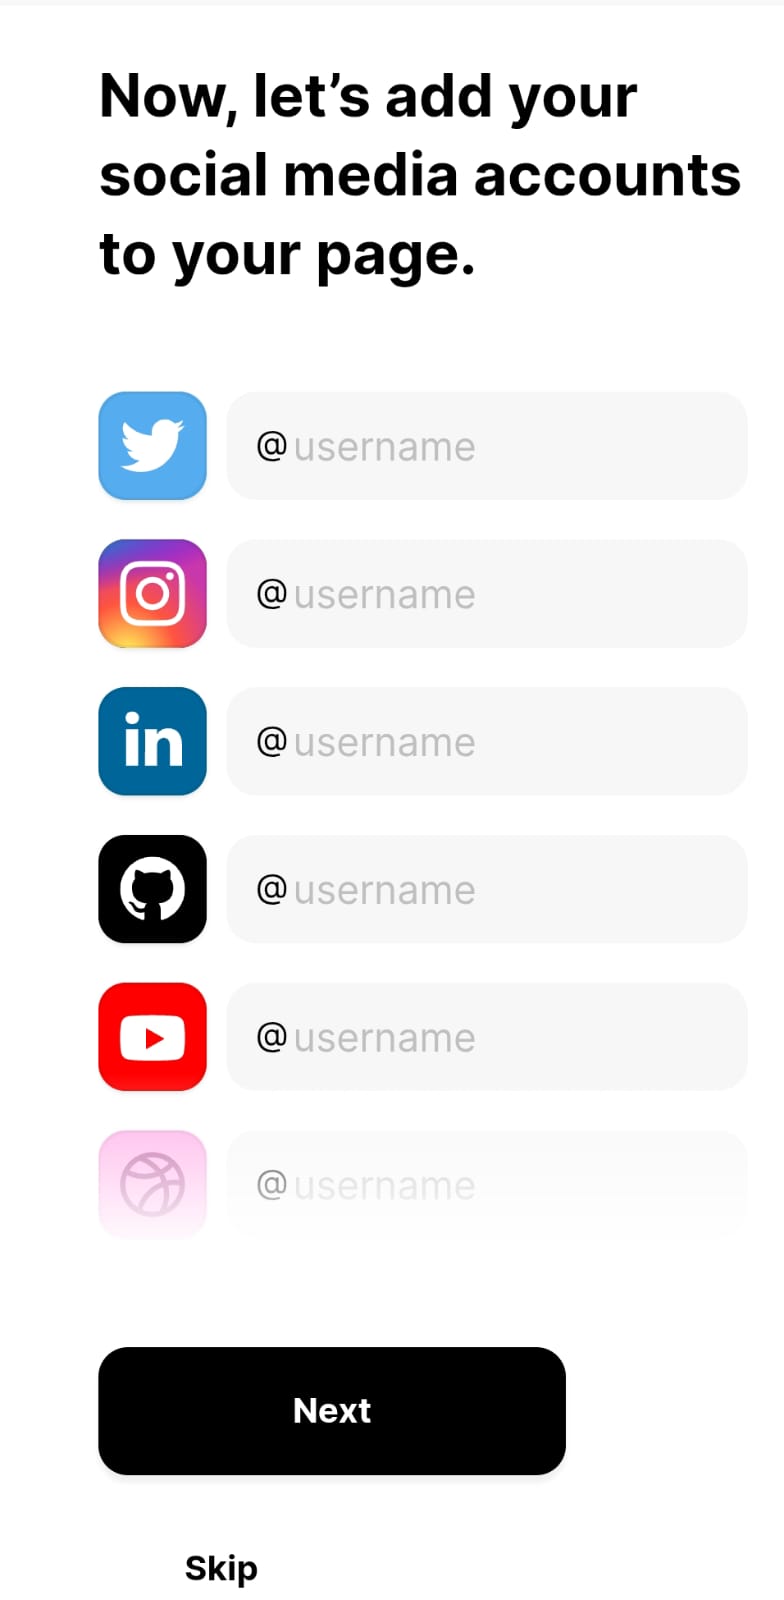 Now, let’s add your
social media accounts
to your page.
@username
@username
in
@username
@username
@username
@username
Next
Skip